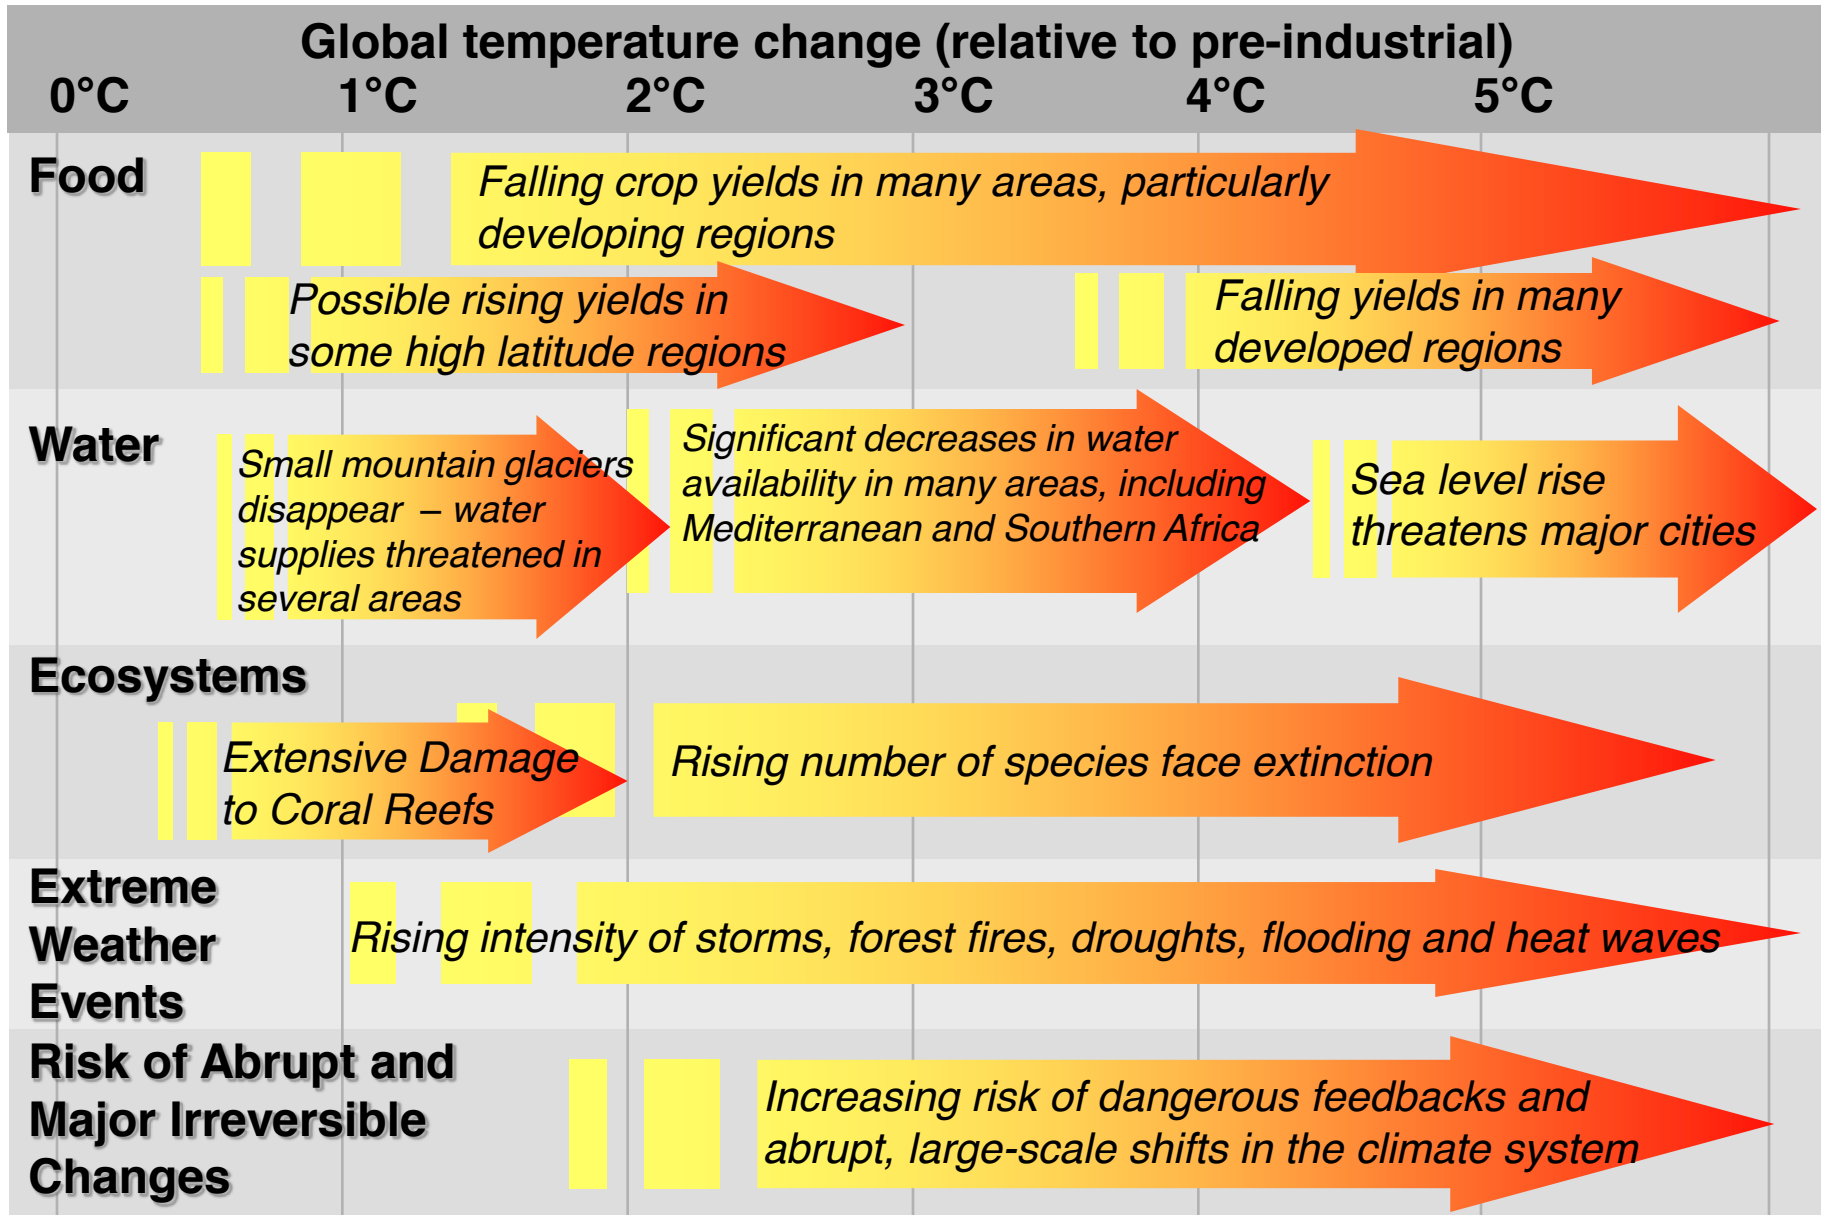 Global temperature change (relative to pre-industrial)
0°C 1°C 2°C 3°C 4°C 5°C
Food
Falling crop yields in many areas, particularly
developing regions
Possible rising yields in
some high latitude regions
Falling yields in many
developed regions
Water
Small mountain glaciers
disappear – water
supplies threatened in
several areas
Significant decreases in water
availability in many areas, including
Mediterranean and Southern Africa
Sea level rise
threatens major cities
Ecosystems
Extensive Damage
to Coral Reefs
Rising number of species face extinction
Extreme
Weather
Events
Rising intensity of storms, forest fires, droughts, flooding and heat waves
Risk of Abrupt and
Major Irreversible
Changes
Increasing risk of dangerous feedbacks and
abrupt, large-scale shifts in the climate system